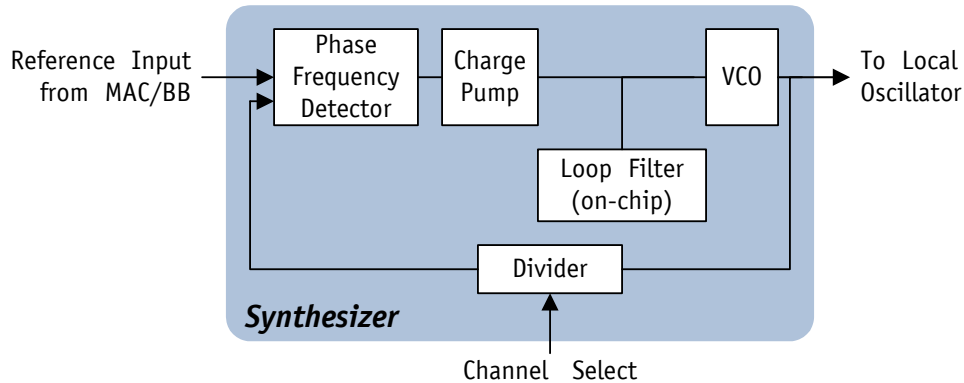 Reference Input
from MAC/BB
Phase
Frequency
Detector
Charge
Pump
VCO
To Local
Oscillator
Loop Filter
(on-chip)
Divider
Synthesizer
Channel Select